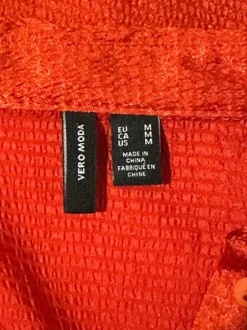 VERO MODA
EU M
CA M
US M
MADE IN
CHINA
FABRIQUÉ EN
CHINE